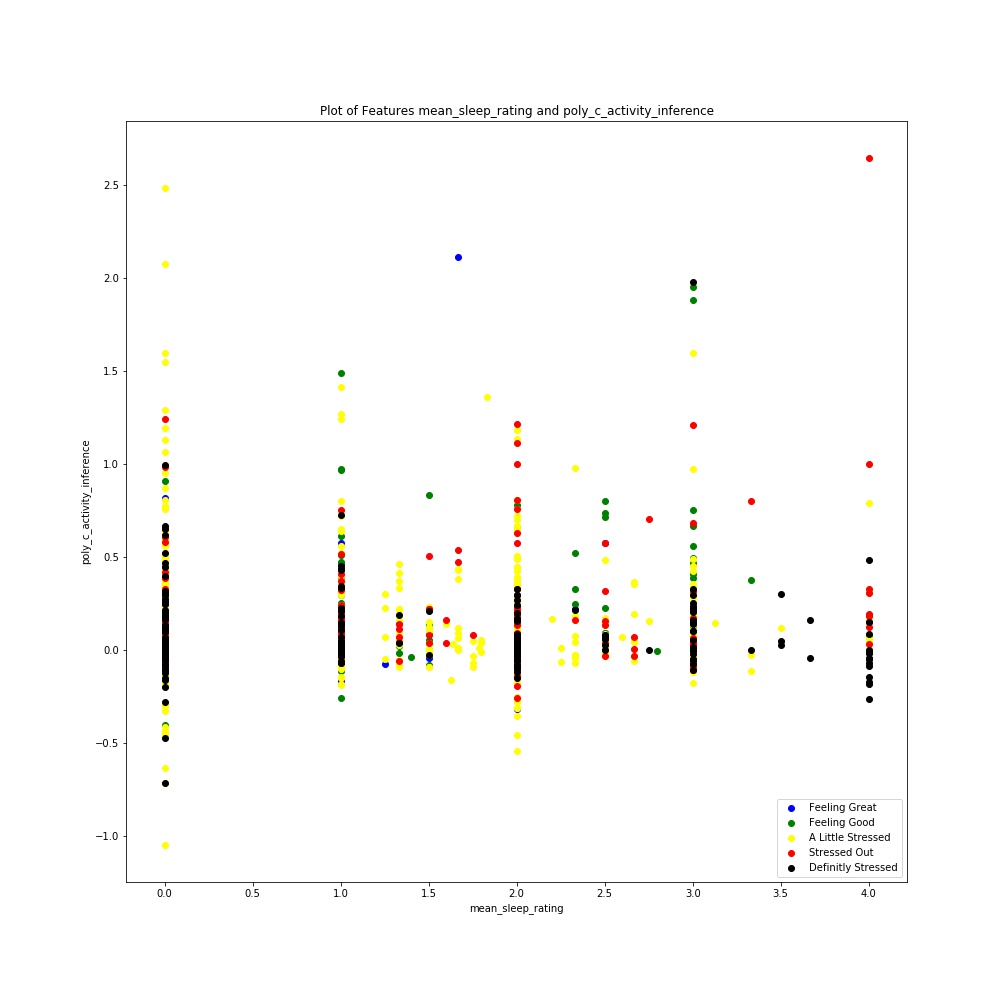 Plot of Features mean_sleep_rating and poly_c_activity_inference
poly_c_activity_inference
2.5
2.0
1.5
1.0
0.5
0.0
−0.5
−1.0
0.0 0.5 1.0 1.5 2.0 2.5 3.0 3.5 4.0
mean_sleep_rating
Feeling Great
Feeling Good
A Little Stressed
Stressed Out
Definitly Stressed